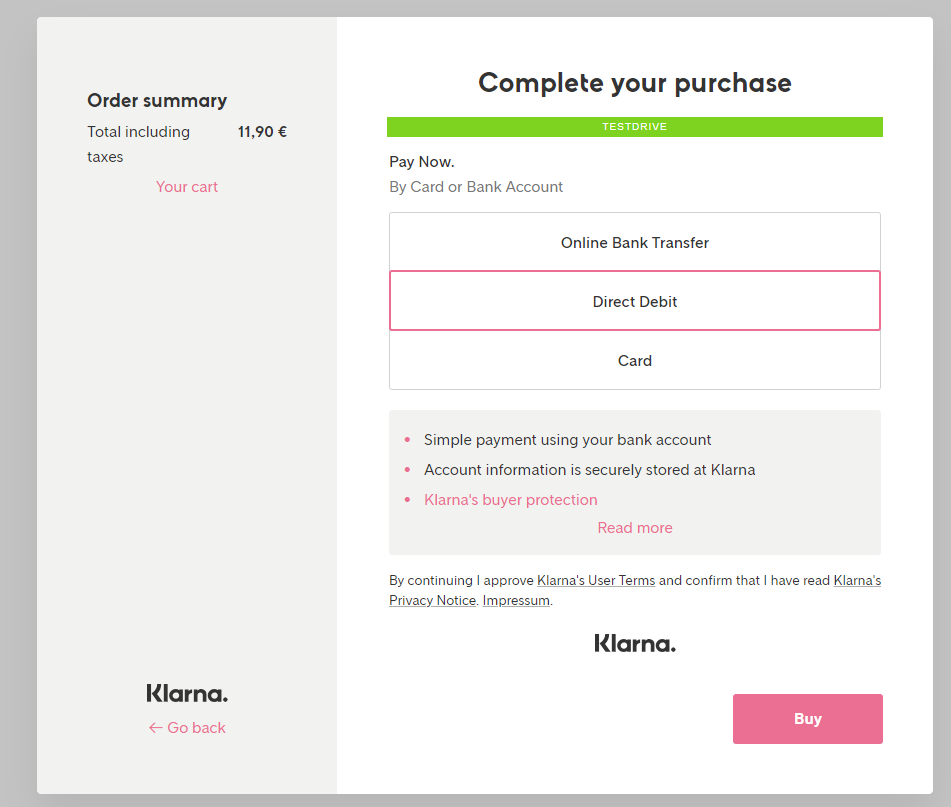 Order summary
Total including 11,90 €
taxes
Your cart
Klarna.
← Go back
Complete your purchase
TESTDRIVE
Pay Now.
By Card or Bank Account
Online Bank Transfer
Direct Debit
Card
• Simple payment using your bank account
• Account information is securely stored at Klarna
• Klarna's buyer protection
Read more
By continuing I approve Klarna's User Terms and confirm that I have read Klarna's
Privacy Notice. Impressum.
Klarna.
Buy